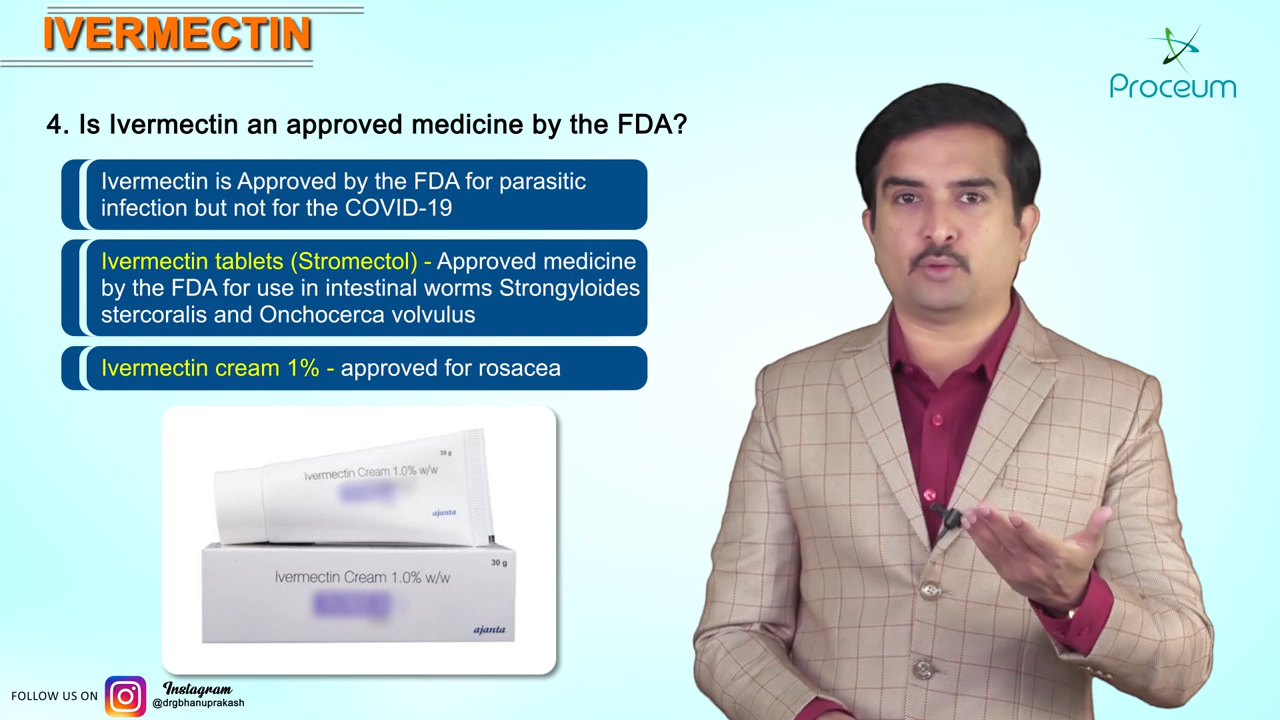 IVERMECTIN
Proceum
4. Is Ivermectin an approved medicine by the FDA?
Ivermectin is Approved by the FDA for parasitic
infection but not for the COVID-19
Ivermectin tablets (Stromectol) - Approved medicine
by the FDA for use in intestinal worms Strongyloides
stercoralis and Onchocerca volvulus
Ivermectin cream 1% - approved for rosacea
30 g
Ivermectin Cream 1.0% w/w
ajanta
30 g
Ivermectin Cream 1.0% w/w
ajanta
FOLLOW US ON
Instagram
@drgbhanuprakash